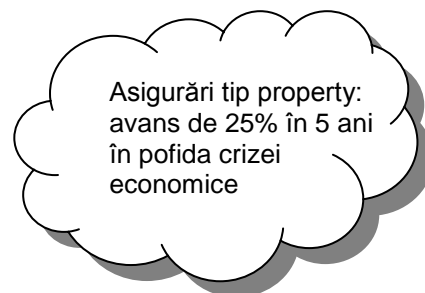 Asigurări tip property:
avans de 25% în 5 ani
în pofida crizei
economice